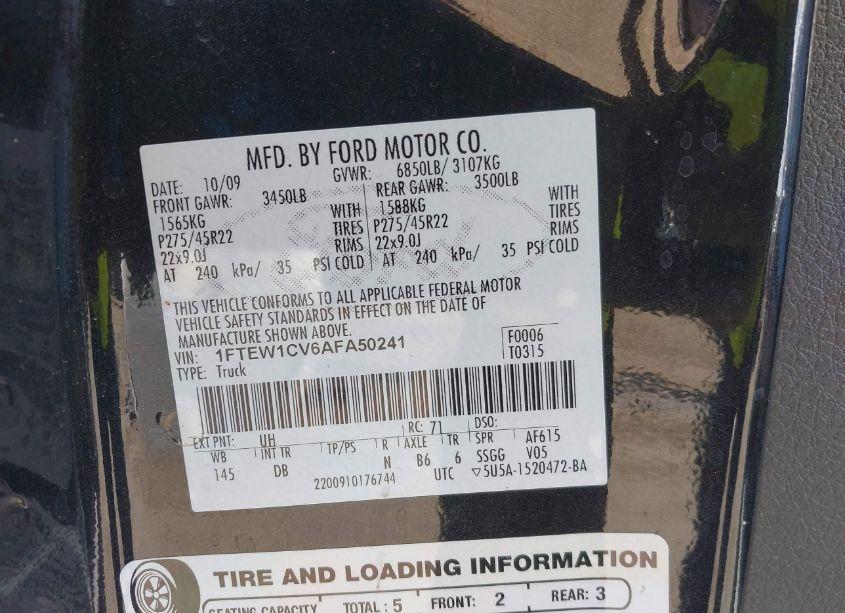 MFD. BY FORD MOTOR CO.
DATE: 10/09 GVWR: 6850LB/ 3107KG
FRONT GAWR: 3450LB REAR GAWR: 3500LB
1565KG WITH 1588KG WITH
P275/45R22 TIRES P275/45R22 TIRES
22x9.0J RIMS 22x9.0J RIMS
AT 240 kPa/ 35 PSI COLD AT 240 kPa/ 35 PSI COLD
THIS VEHICLE CONFORMS TO ALL APPLICABLE FEDERAL MOTOR
VEHICLE SAFETY STANDARDS IN EFFECT ON THE DATE OF
MANUFACTURE SHOWN ABOVE.
VIN: 1FTEW1CV6AFA50241 F0006
TYPE: Truck T0315
EXT PNT: UH RC: 71 DSO:
WB INT TR TP/PS R AXLE TR SPR AF615
145 DB N B6 6 SSGG V05
2200910176744 UTC ▽5U5A-1520472-BA
TIRE AND LOADING INFORMATION
SEATING CAPACITY TOTAL : 5 FRONT: 2 REAR: 3